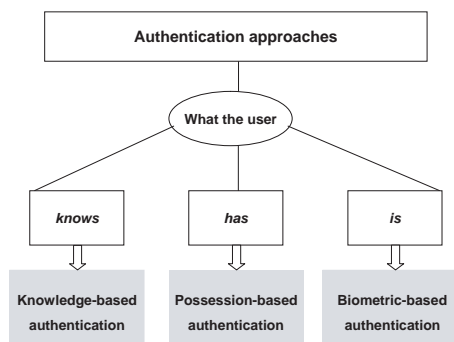 Authentication approaches
What the user
knows
has
is
Knowledge-based
authentication
Possession-based
authentication
Biometric-based
authentication